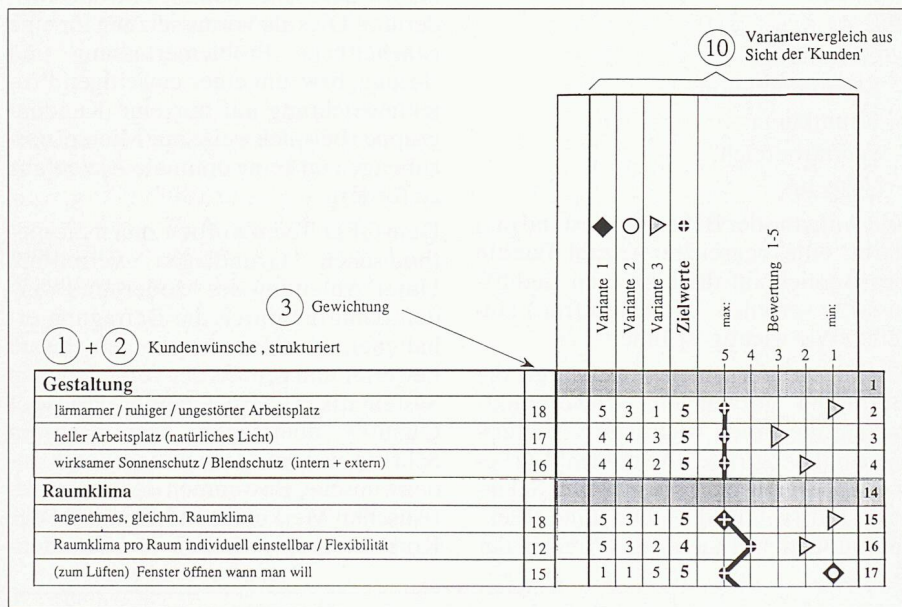 10 Variantenvergleich aus
Sicht der 'Kunden'
Variante 1
Variante 2
Variante 3
Zielwerte
max:
Bewertung 1-5
min:
3 Gewichtung
5 4 3 2 1
1 + 2 Kundenwünsche , strukturiert
Gestaltung 1
lärmarmer / ruhiger / ungestörter Arbeitsplatz 18 5 3 1 5 2
heller Arbeitsplatz (natürliches Licht) 17 4 4 3 5 3
wirksamer Sonnenschutz / Blendschutz (intern + extern) 16 4 4 2 5 4
Raumklima 14
angenehmes, gleichm. Raumklima 18 5 3 1 5 15
Raumklima pro Raum individuell einstellbar / Flexibilität 12 5 3 2 4 16
(zum Lüften) Fenster öffnen wann man will 15 1 1 5 5 17